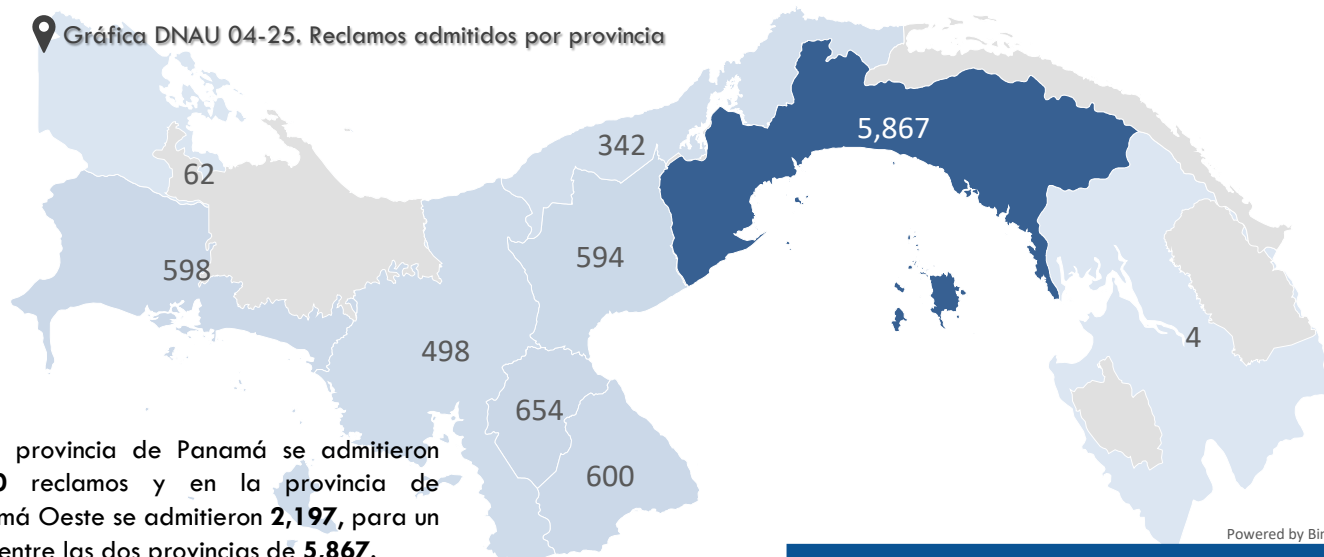 Gráfica DNAU 04-25. Reclamos admitidos por provincia
5,867
342
62
594
598
4
498
654
600
provincia de Panamá se admitieron
reclamos y en la provincia de
Oeste se admitieron 2,197, para un
entre las dos provincias de 5,867.
Powered by